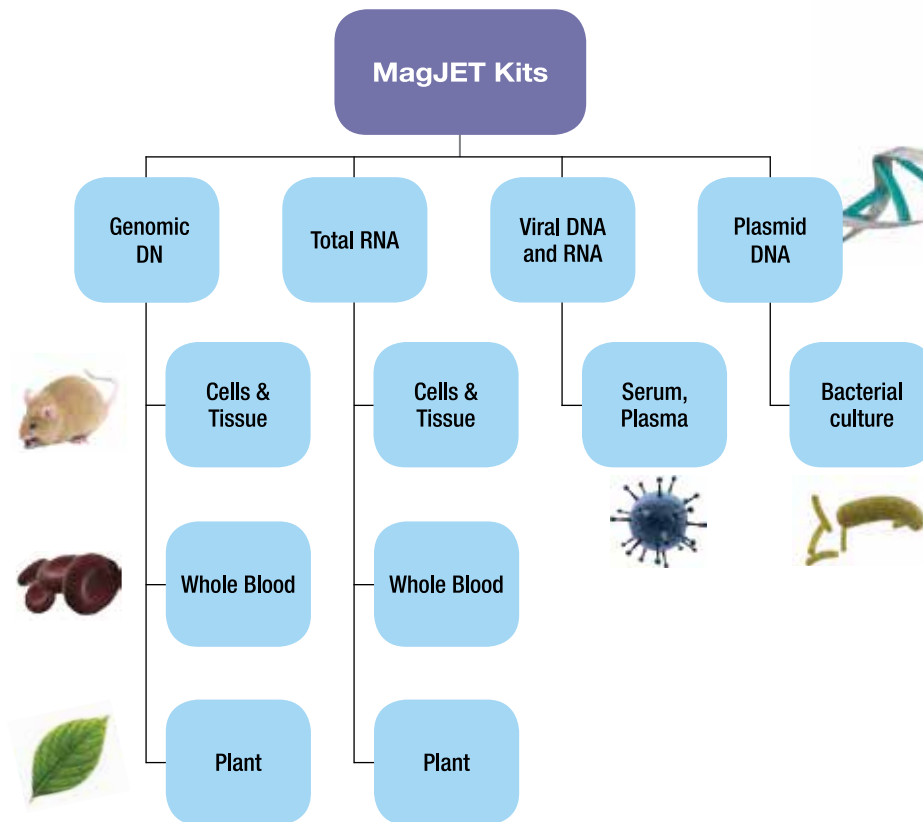 MagJET Kits
Genomic
DN
Total RNA
Viral DNA
and RNA
Plasmid
DNA
Cells &
Tissue
Cells &
Tissue
Serum,
Plasma
Bacterial
culture
Whole Blood
Whole Blood
Plant
Plant